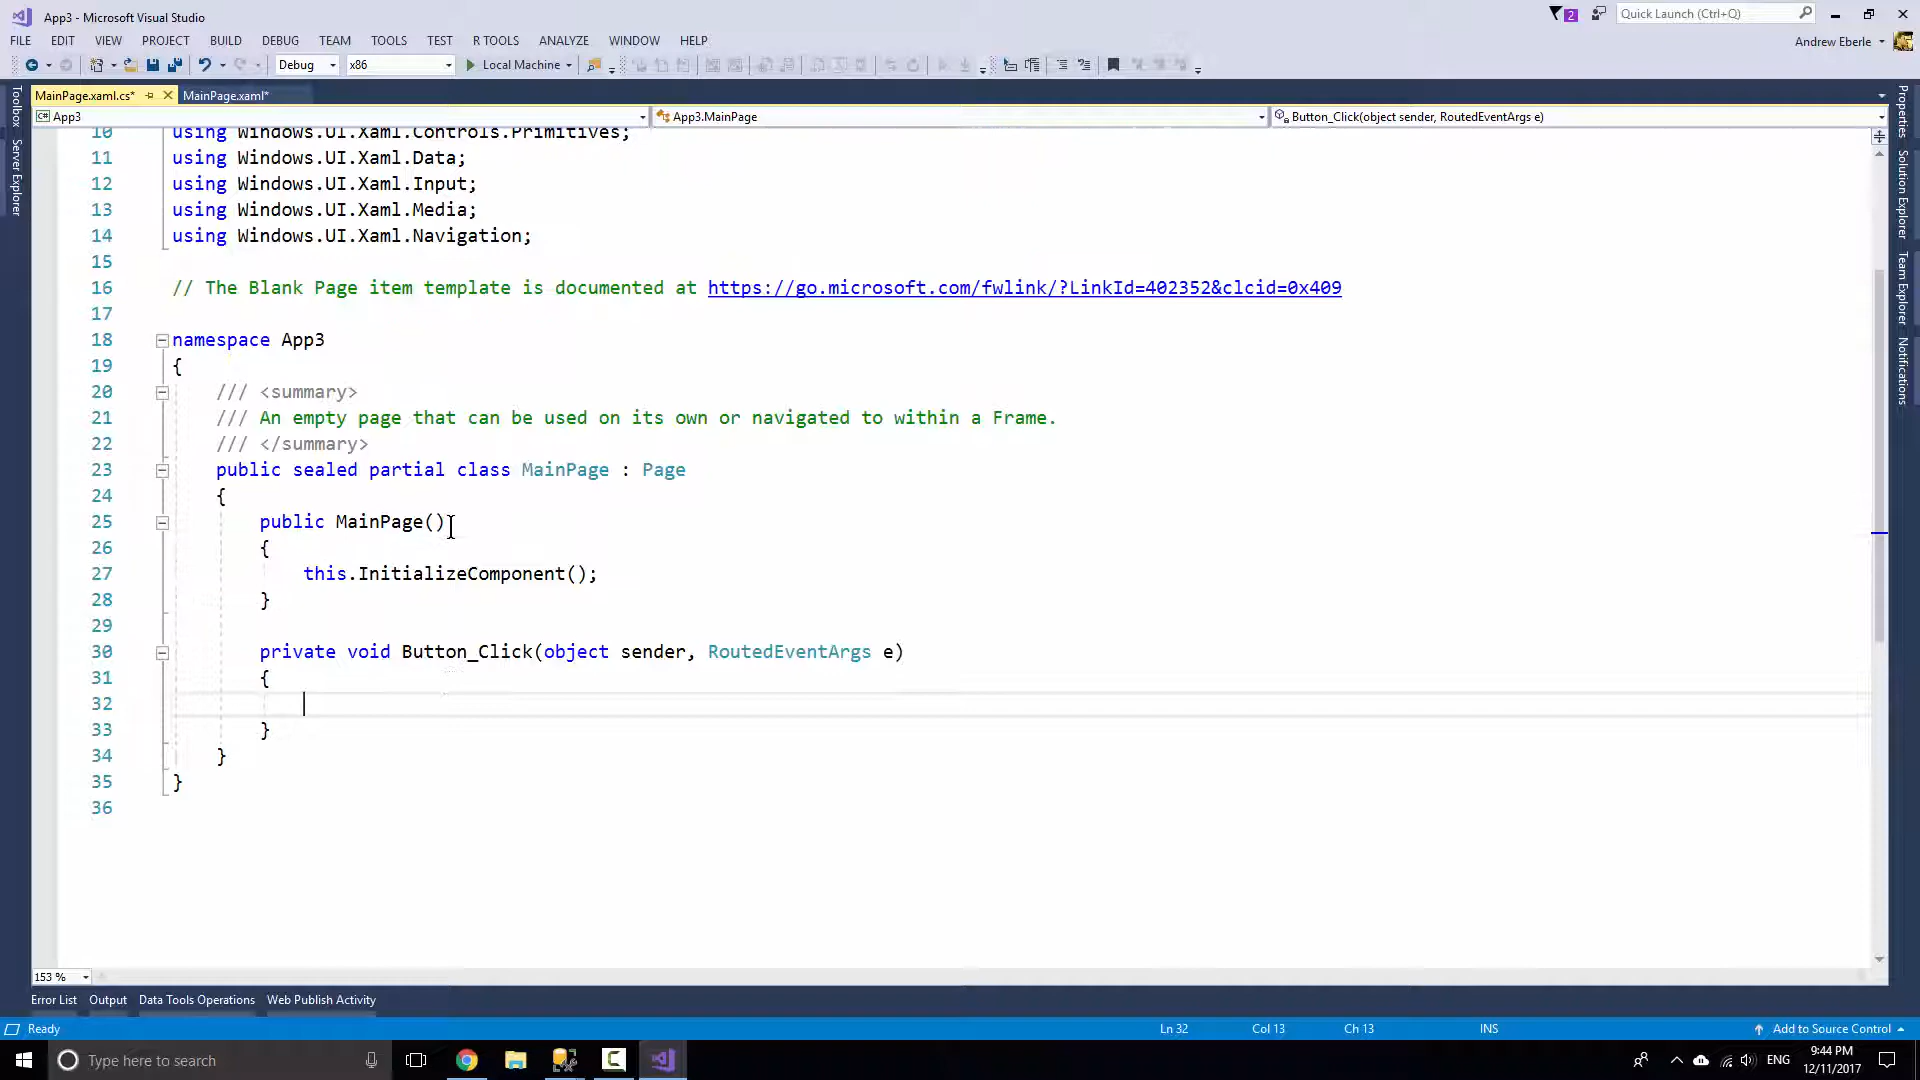 App3 - Microsoft Visual Studio
2
Quick Launch (Ctrl+Q)
FILE EDIT VIEW PROJECT BUILD DEBUG TEAM TOOLS TEST R TOOLS ANALYZE WINDOW HELP
Andrew Eberle
Debug x86 Local Machine
MainPage.xaml.cs* MainPage.xaml*
App3 App3.MainPage Button_Click(object sender, RoutedEventArgs e)
Toolbox
Server Explorer
Properties
Solution Explorer
Team Explorer
Notifications
10 using Windows.UI.Xaml.Controls.Primitives;
11 using Windows.UI.Xaml.Data;
12 using Windows.UI.Xaml.Input;
13 using Windows.UI.Xaml.Media;
14 using Windows.UI.Xaml.Navigation;
15
16 // The Blank Page item template is documented at https://go.microsoft.com/fwlink/?LinkId=402352&clcid=0x409
17
18 namespace App3
19 {
20 /// <summary>
21 /// An empty page that can be used on its own or navigated to within a Frame.
22 /// </summary>
23 public sealed partial class MainPage : Page
24 {
25 public MainPage()
26 {
27 this.InitializeComponent();
28 }
29
30 private void Button_Click(object sender, RoutedEventArgs e)
31 {
32
33 }
34 }
35 }
36
153 %
Error List Output Data Tools Operations Web Publish Activity
Ready Ln 32 Col 13 Ch 13 INS Add to Source Control
Type here to search
ENG
9:44 PM
12/11/2017